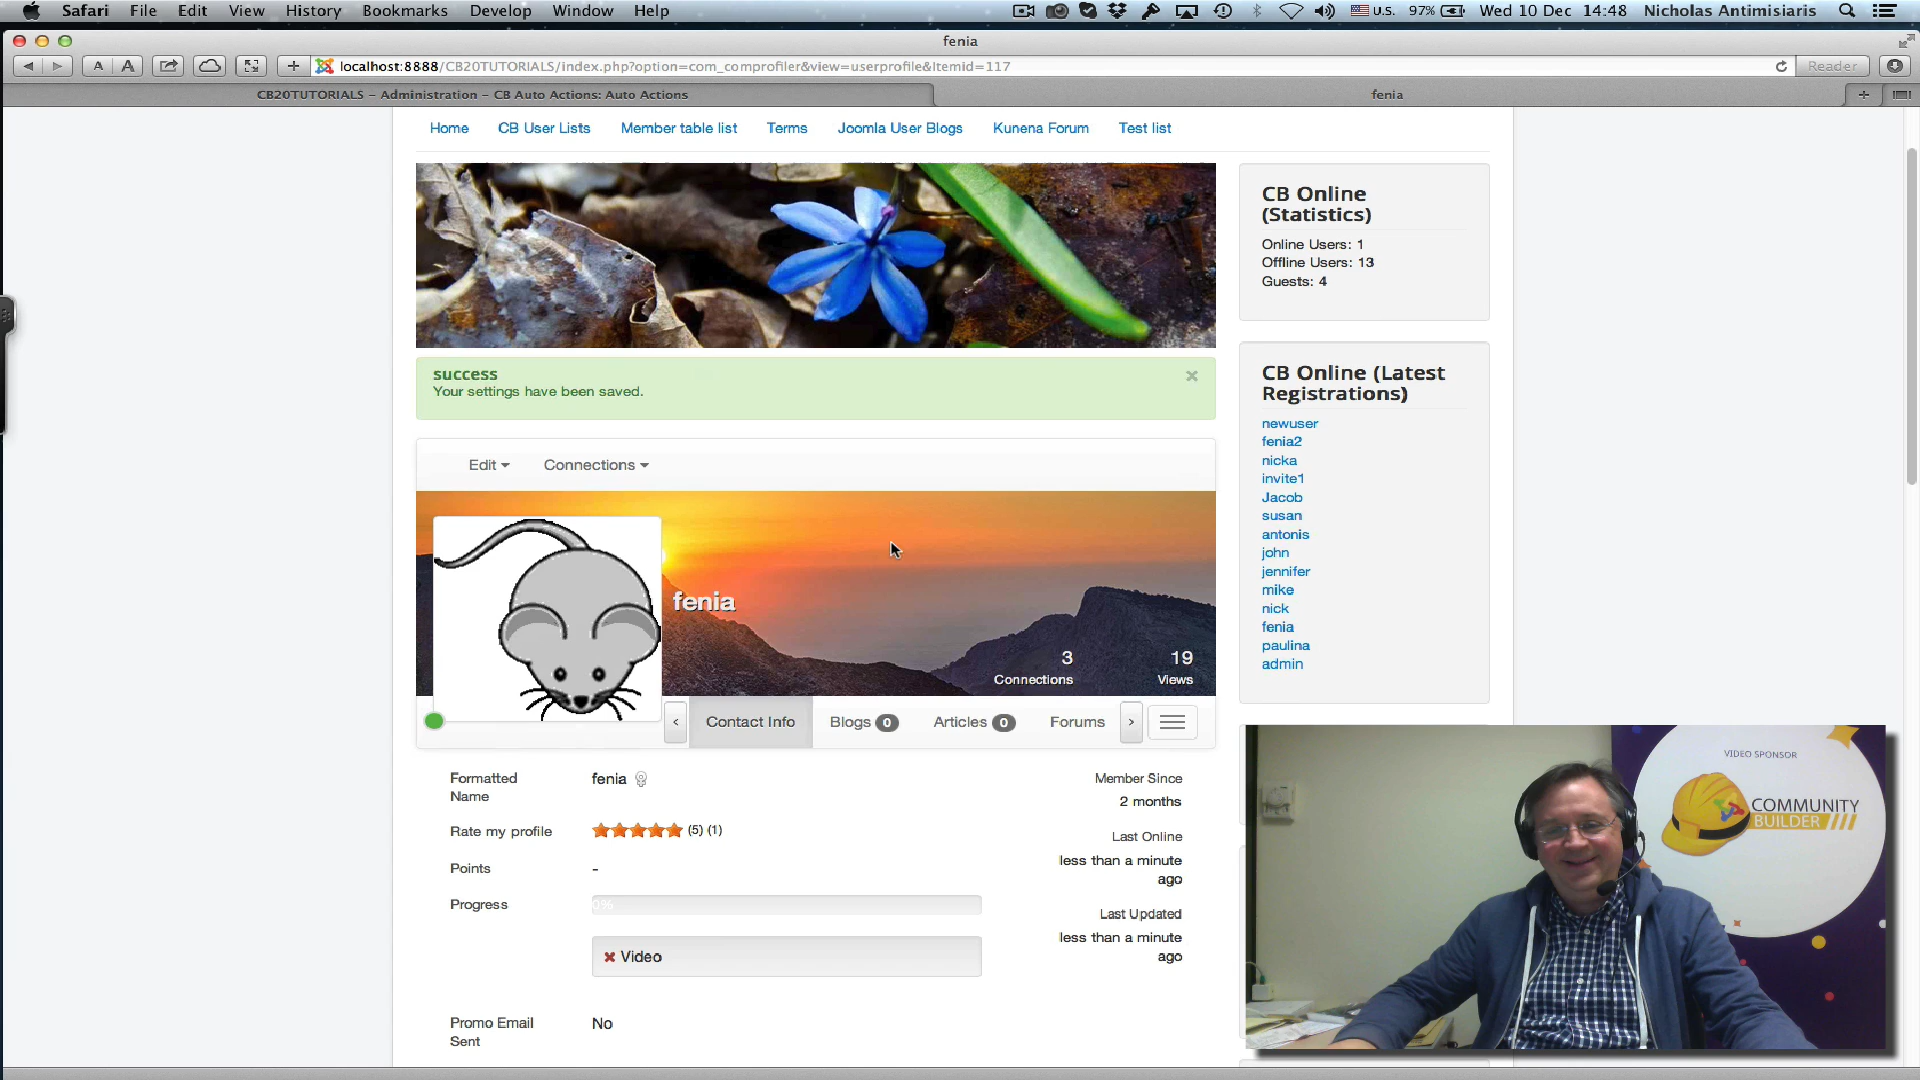 Safari File Edit View History Bookmarks Develop Window Help U.S. 97% Wed 10 Dec 14:48 Nicholas Antimisiaris
fenia
A A + localhost:8888/CB20TUTORIALS/index.php?option=com_comprofiler&view=userprofile&Itemid=117 Reader
CB20TUTORIALS – Administration – CB Auto Actions: Auto Actions fenia
Home CB User Lists Member table list Terms Joomla User Blogs Kunena Forum Test list
CB Online
(Statistics)
Online Users: 1
Offline Users: 13
Guests: 4
success
Your settings have been saved.
CB Online (Latest
Registrations)
newuser
fenia2
nicka
invite1
Jacob
susan
antonis
john
jennifer
mike
nick
fenia
paulina
admin
Edit Connections
fenia
3 19
Connections Views
< Contact Info Blogs 0 Articles 0 Forums >
Formatted
Name
fenia
Rate my profile (5) (1)
Points -
Progress 0%
Video
Promo Email
Sent
No
Member Since
2 months
Last Online
less than a minute
ago
Last Updated
less than a minute
ago
VIDEO SPONSOR
COMMUNITY
BUILDER